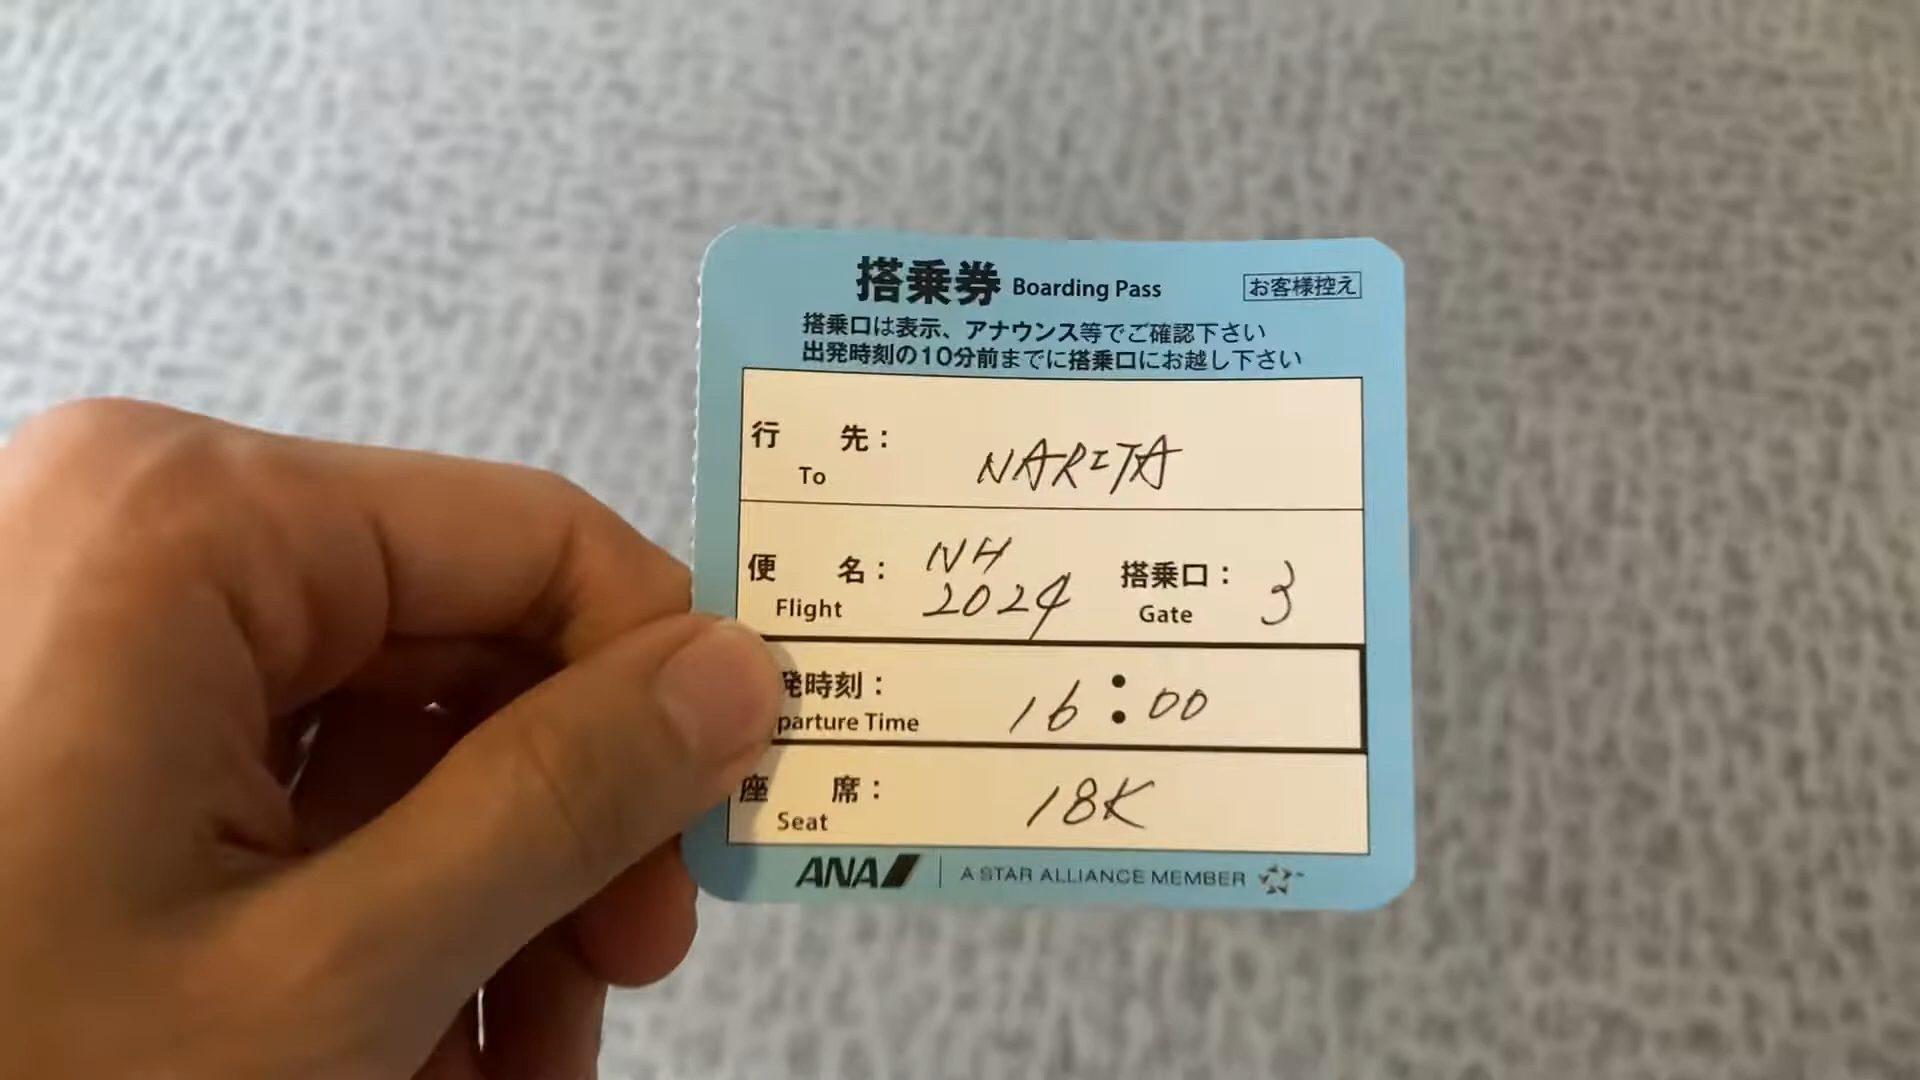 搭乗券 Boarding Pass お客様控え
搭乗口は表示、アナウンス等でご確認下さい
出発時刻の10分前までに搭乗口にお越し下さい
行先：
To
NARITA
便名：
Flight
NH
2024
搭乗口：
Gate
3
発時刻：
parture Time
16:00
座席：
Seat
18K
ANA A STAR ALLIANCE MEMBER